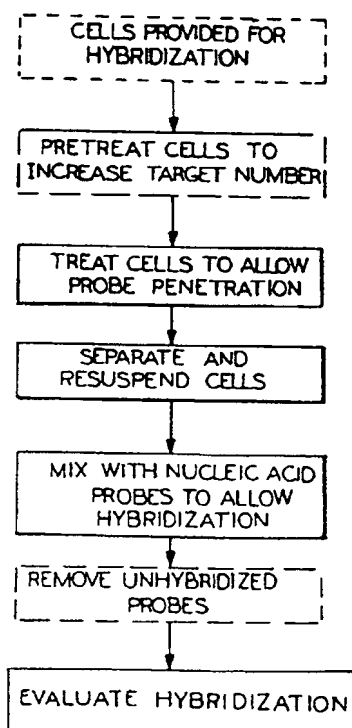 CELLS PROVIDED FOR
HYBRIDIZATION
PRETREAT CELLS TO
INCREASE TARGET NUMBER
TREAT CELLS TO ALLOW
PROBE PENETRATION
SEPARATE AND
RESUSPEND CELLS
MIX WITH NUCLEIC ACID
PROBES TO ALLOW
HYBRIDIZATION
REMOVE UNHYBRIDIZED
PROBES
EVALUATE HYBRIDIZATION